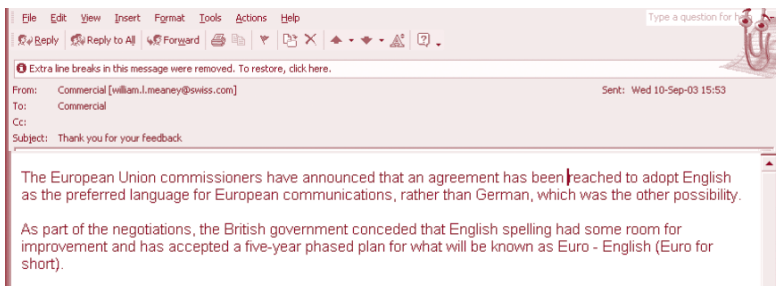 File Edit View Insert Format Tools Actions Help
Type a question for h
Reply Reply to All Forward
Extra line breaks in this message were removed. To restore, click here.
From: Commercial [william.l.meaney@swiss.com] Sent: Wed 10-Sep-03 15:53
To: Commercial
Cc:
Subject: Thank you for your feedback
The European Union commissioners have announced that an agreement has been reached to adopt English
as the preferred language for European communications, rather than German, which was the other possibility.
As part of the negotiations, the British government conceded that English spelling had some room for
improvement and has accepted a five-year phased plan for what will be known as Euro - English (Euro for
short).